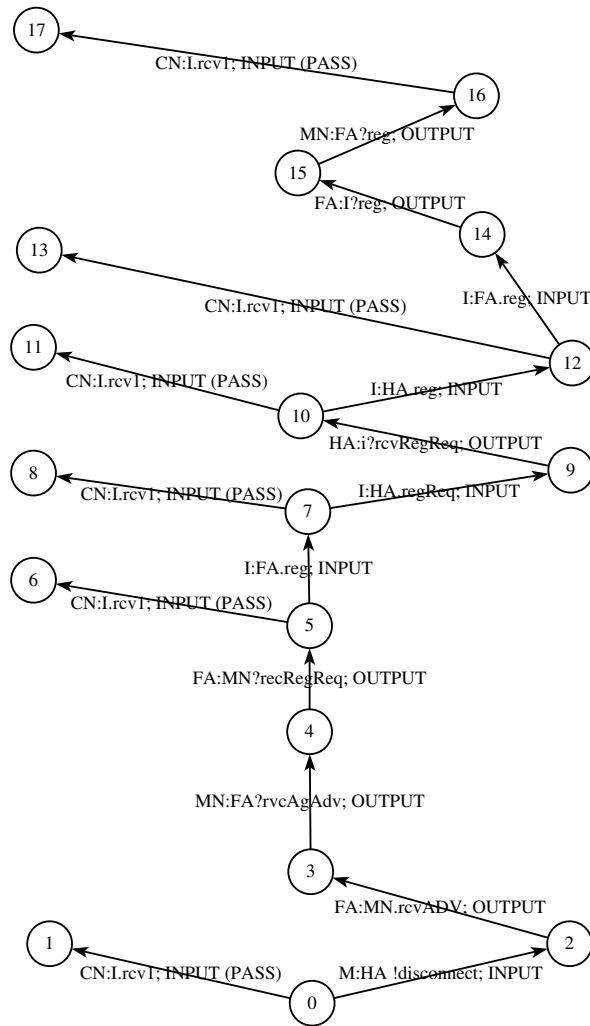 17
CN:I.rcv1; INPUT (PASS)
16
MN:FA?reg; OUTPUT
15
FA:I?reg; OUTPUT
14
13
CN:I.rcv1; INPUT (PASS)
I:FA.reg; INPUT
11
12
CN:I.rcv1; INPUT (PASS)
I:HA.reg; INPUT
10
HA:i?rcvRegReq; OUTPUT
8
9
CN:I.rcv1; INPUT (PASS)
I:HA.regReq; INPUT
7
I:FA.reg; INPUT
6
CN:I.rcv1; INPUT (PASS)
5
FA:MN?recRegReq; OUTPUT
4
MN:FA?rvcAgAdv; OUTPUT
3
FA:MN.rcvADV; OUTPUT
1
2
CN:I.rcv1; INPUT (PASS)
M:HA !disconnect; INPUT
0